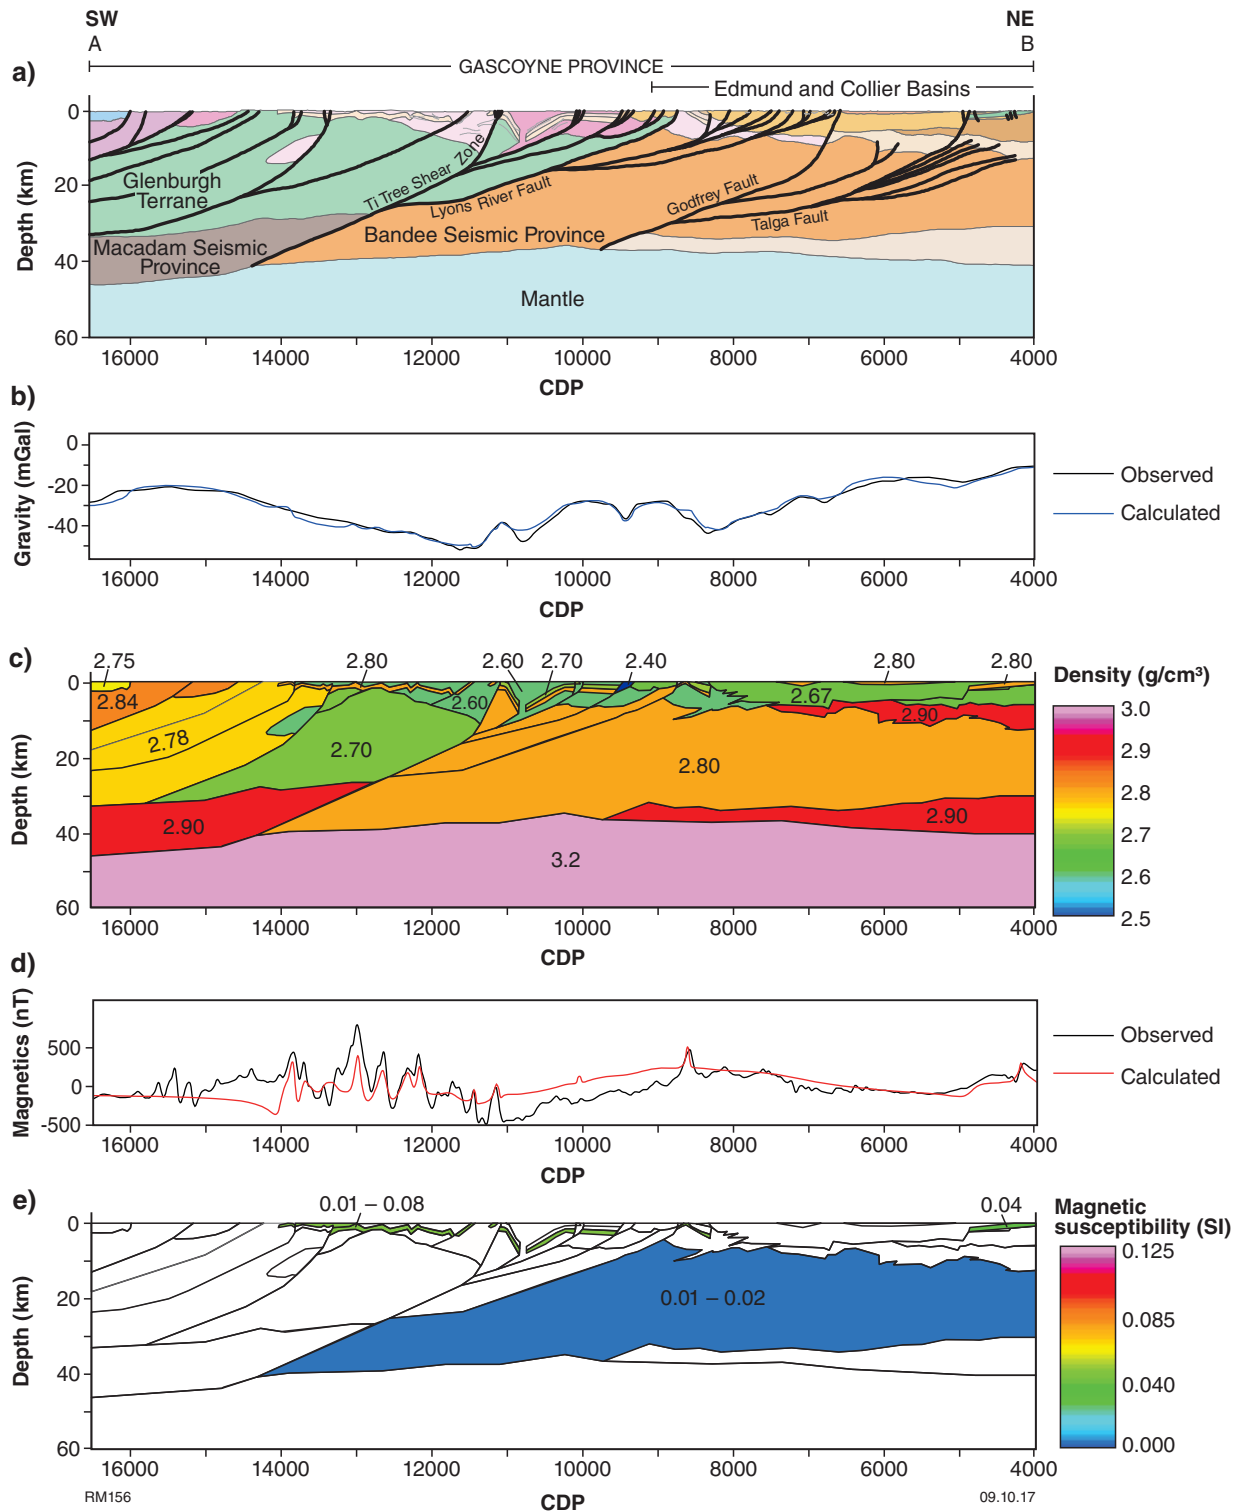 SW
NE
A
B
a)
GASCOYNE PROVINCE
Edmund and Collier Basins
0
20
40
60
Depth (km)
Glenburgh
Terrane
Ti Tree Shear Zone
Lyons River Fault
Godfrey Fault
Talga Fault
Macadam Seismic
Province
Bandee Seismic Province
Mantle
16000 14000 12000 10000 8000 6000 4000
CDP
b)
Gravity (mGal)
0
-20
-40
Observed
Calculated
16000 14000 12000 10000 8000 6000 4000
CDP
c)
2.75 2.80 2.60 2.70 2.40 2.80 2.80
Depth (km)
0
20
40
60
2.84
2.78
2.70
2.60
2.67
2.90
2.80
2.90
2.90
3.2
Density (g/cm³)
3.0
2.9
2.8
2.7
2.6
2.5
16000 14000 12000 10000 8000 6000 4000
CDP
d)
Magnetics (nT)
500
0
-500
Observed
Calculated
16000 14000 12000 10000 8000 6000 4000
CDP
e)
0.01 – 0.08
0.04
Depth (km)
0
20
40
60
0.01 – 0.02
Magnetic
susceptibility (SI)
0.125
0.085
0.040
0.000
16000 14000 12000 10000 8000 6000 4000
CDP
RM156
09.10.17